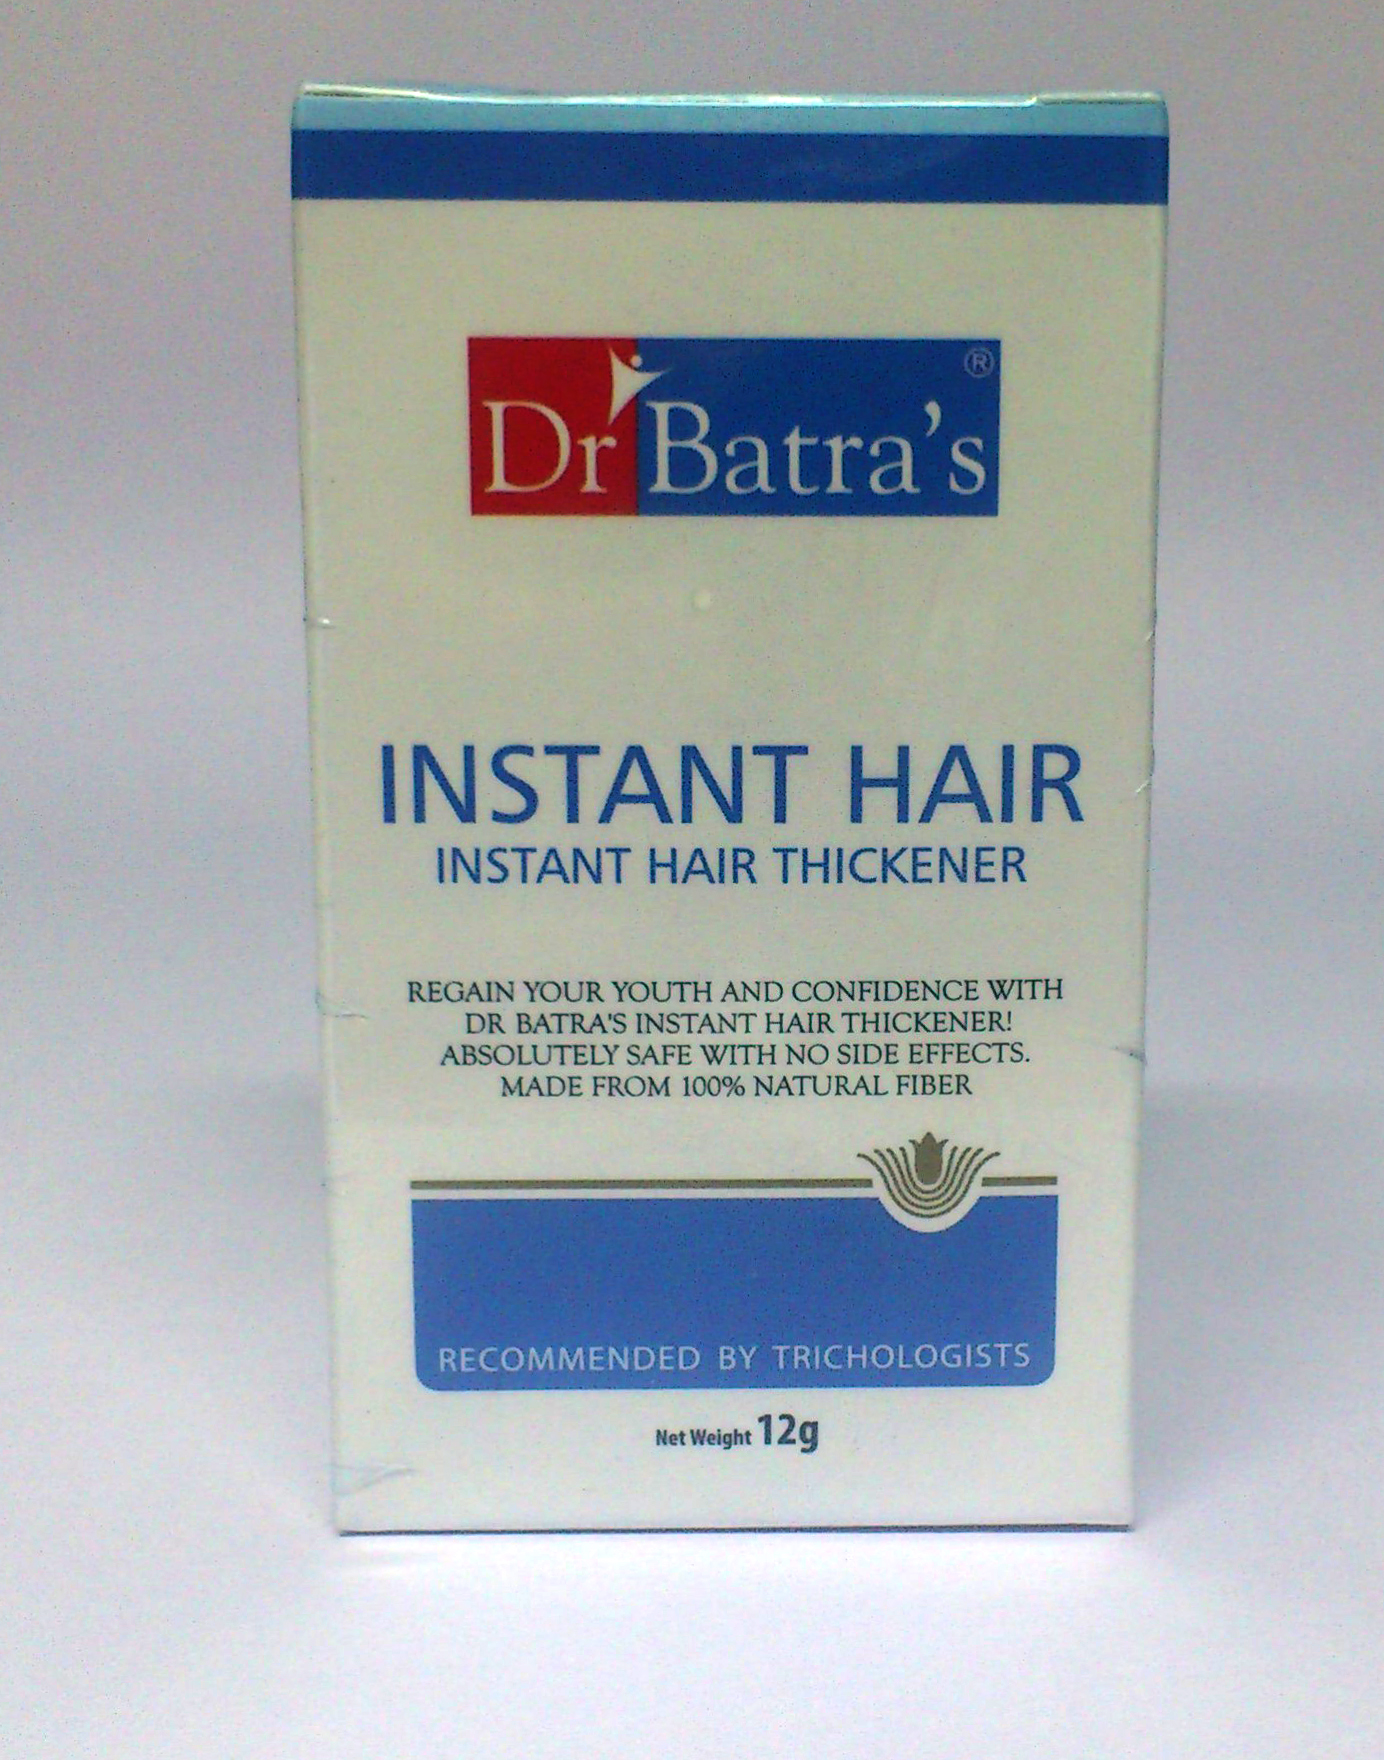 Dr Batra's ®
INSTANT HAIR
INSTANT HAIR THICKENER
REGAIN YOUR YOUTH AND CONFIDENCE WITH
DR BATRA'S INSTANT HAIR THICKENER!
ABSOLUTELY SAFE WITH NO SIDE EFFECTS.
MADE FROM 100% NATURAL FIBER
RECOMMENDED BY TRICHOLOGISTS
Net Weight 12g